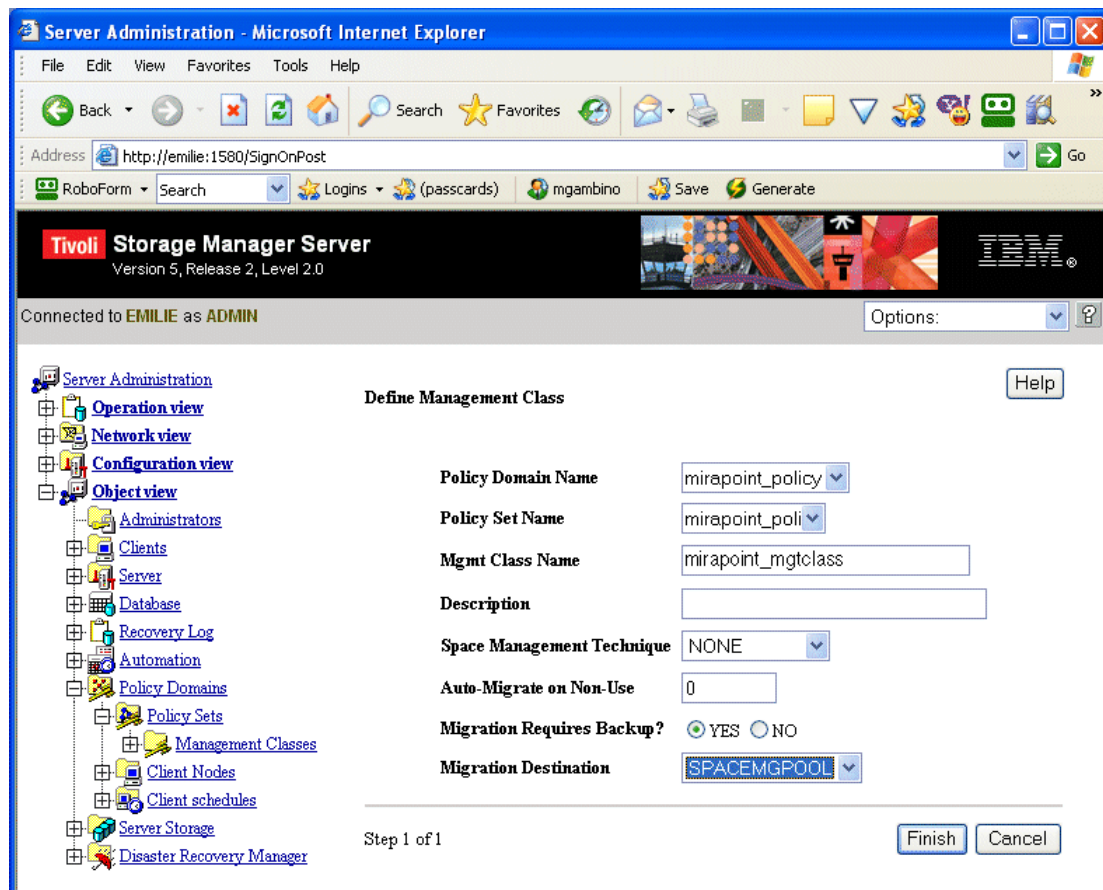 Server Administration - Microsoft Internet Explorer
File Edit View Favorites Tools Help
Back Search Favorites »
Address http://emilie:1580/SignOnPost Go
RoboForm Search Logins (passcards) mgambino Save Generate
Tivoli Storage Manager Server
Version 5, Release 2, Level 2.0
IBM®
Connected to EMILIE as ADMIN Options: ?
Server Administration
Operation view
Network view
Configuration view
Object view
Administrators
Clients
Server
Database
Recovery Log
Automation
Policy Domains
Policy Sets
Management Classes
Client Nodes
Client schedules
Server Storage
Disaster Recovery Manager
Help
Define Management Class
Policy Domain Name mirapoint_policy
Policy Set Name mirapoint_poli
Mgmt Class Name mirapoint_mgtclass
Description
Space Management Technique NONE
Auto-Migrate on Non-Use 0
Migration Requires Backup? YES NO
Migration Destination SPACEMGPOOL
Step 1 of 1 Finish Cancel